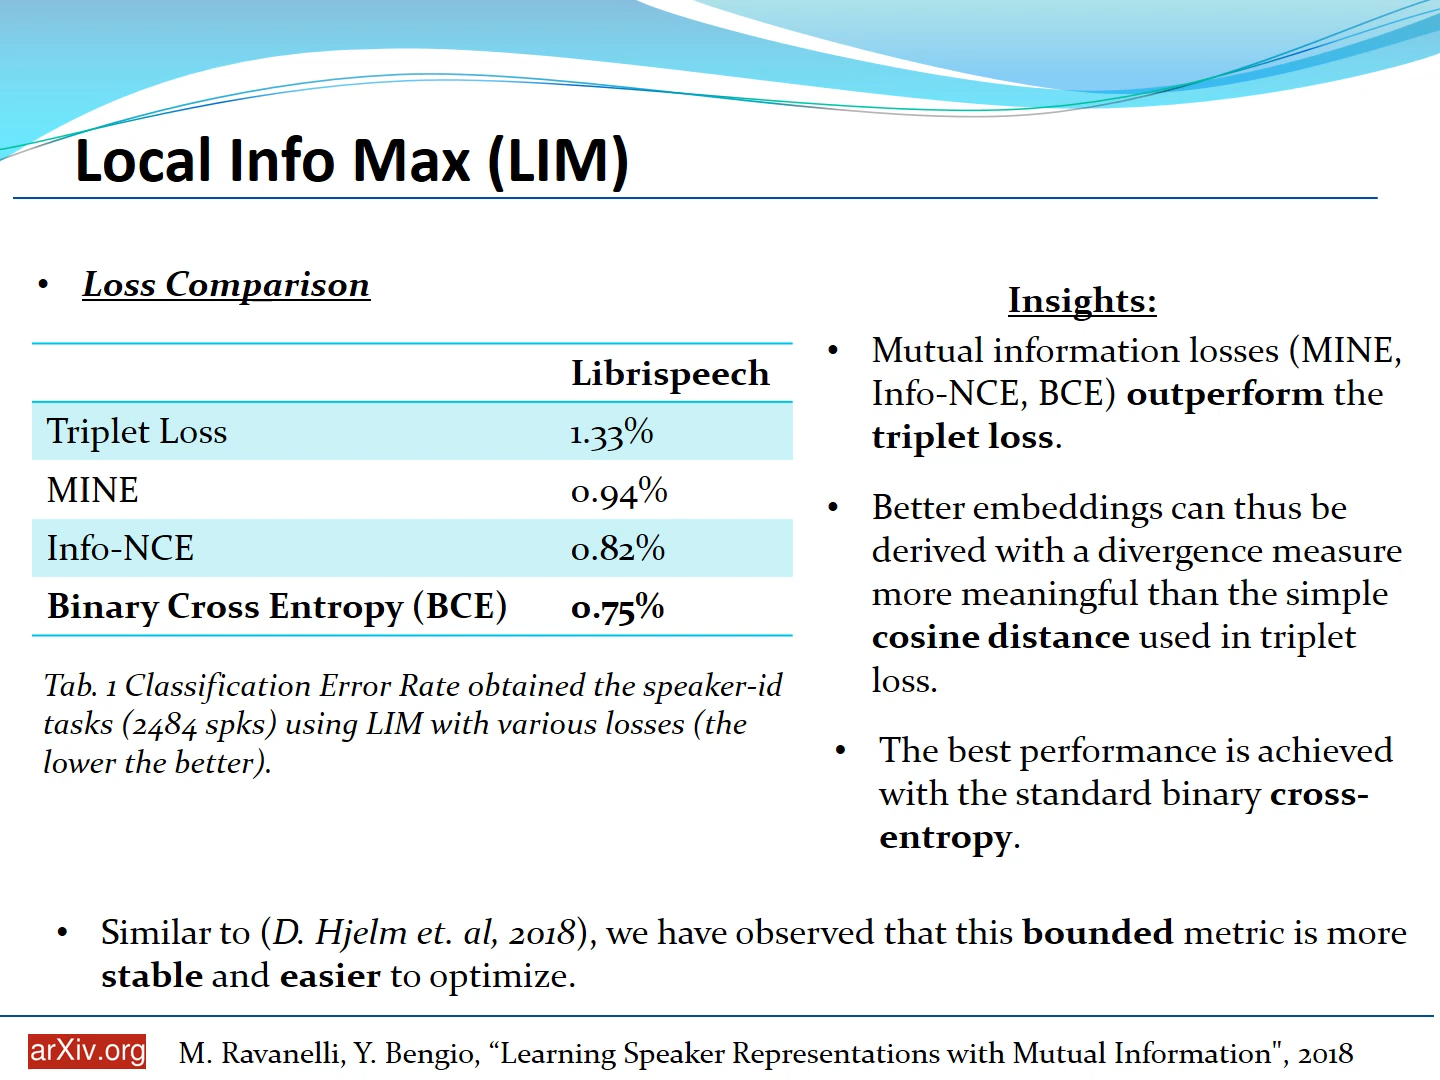 Local Info Max (LIM)
• Loss Comparison
Librispeech
Triplet Loss 1.33%
MINE 0.94%
Info-NCE 0.82%
Binary Cross Entropy (BCE) 0.75%
Tab. 1 Classification Error Rate obtained the speaker-id
tasks (2484 spks) using LIM with various losses (the
lower the better).
Insights:
• Mutual information losses (MINE,
Info-NCE, BCE) outperform the
triplet loss.
• Better embeddings can thus be
derived with a divergence measure
more meaningful than the simple
cosine distance used in triplet
loss.
• The best performance is achieved
with the standard binary cross-
entropy.
• Similar to (D. Hjelm et. al, 2018), we have observed that this bounded metric is more
stable and easier to optimize.
arXiv.org M. Ravanelli, Y. Bengio, “Learning Speaker Representations with Mutual Information", 2018